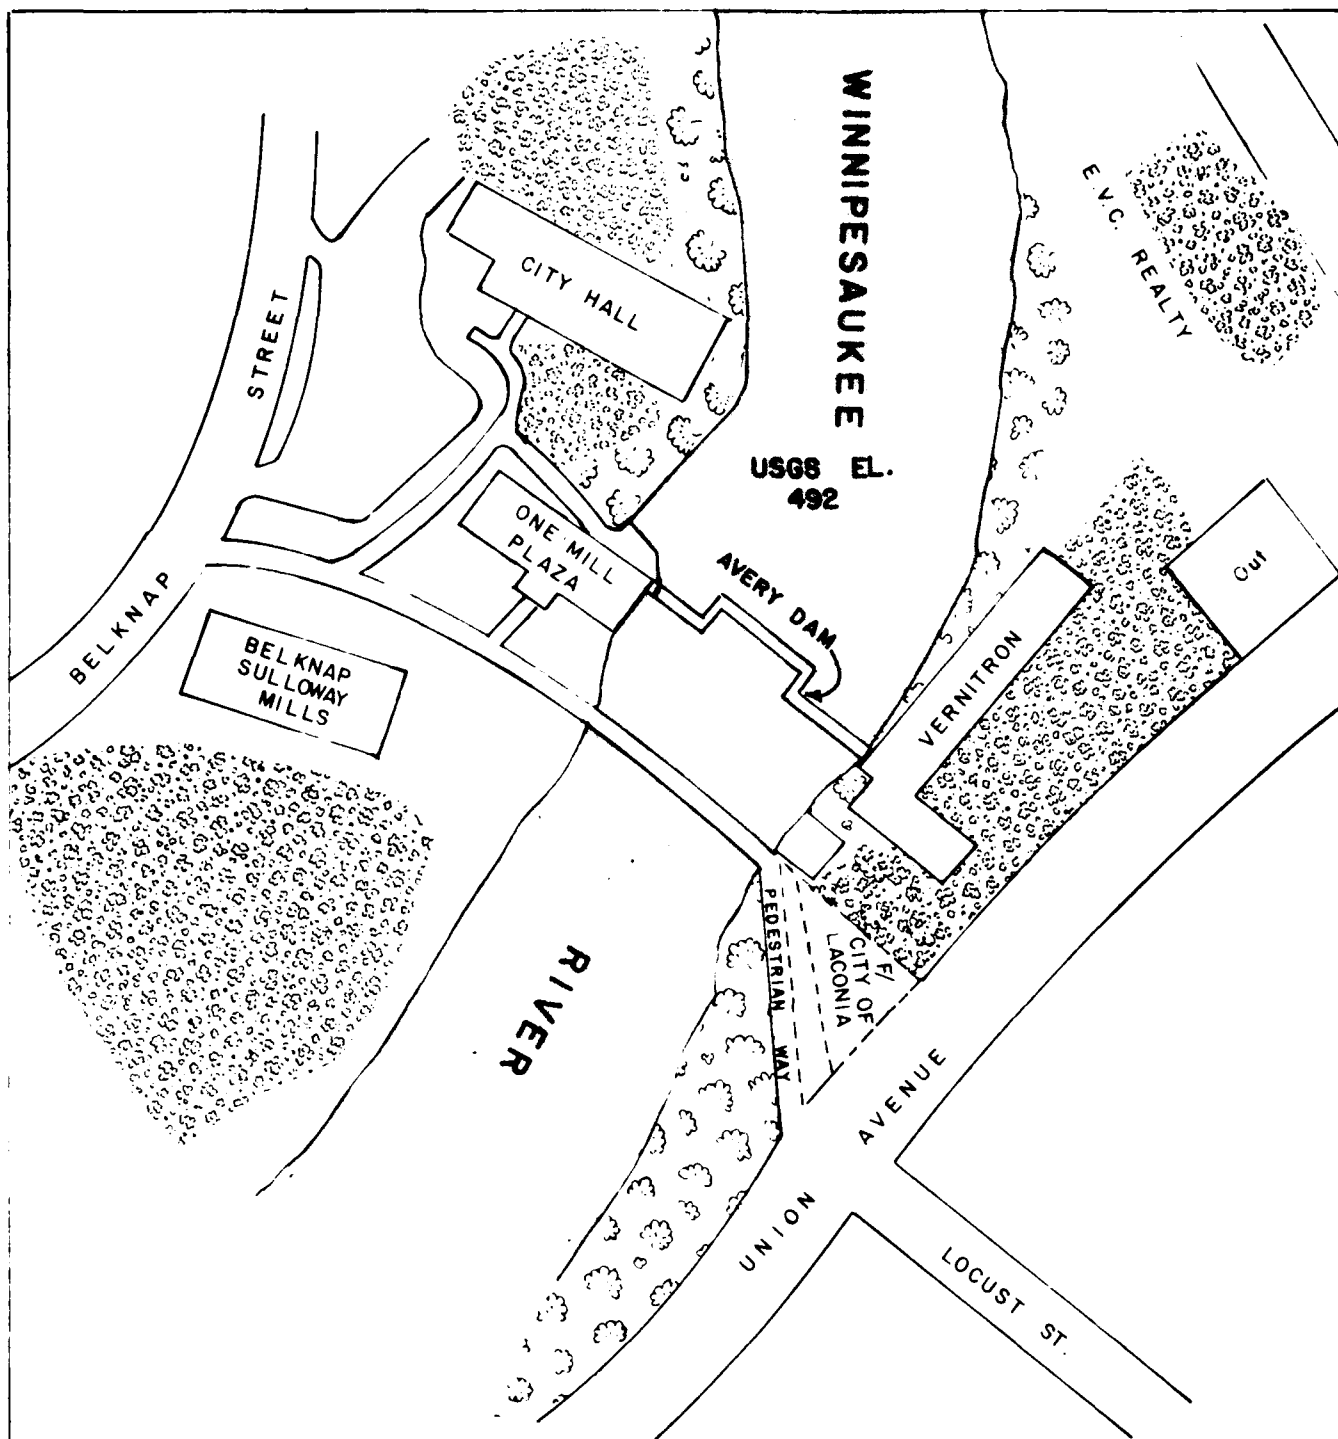 WINNIPESAUKEE
E.V.C. REALTY
CITY HALL
STREET
USGS EL.
492
ONE MILL
PLAZA
AVERY DAM
Out
BELKNAP
BELKNAP
SULLOWAY
MILLS
VERNITRON
PEDESTRIAN WAY
F/
CITY OF
LACONIA
RIVER
UNION AVENUE
LOCUST ST.